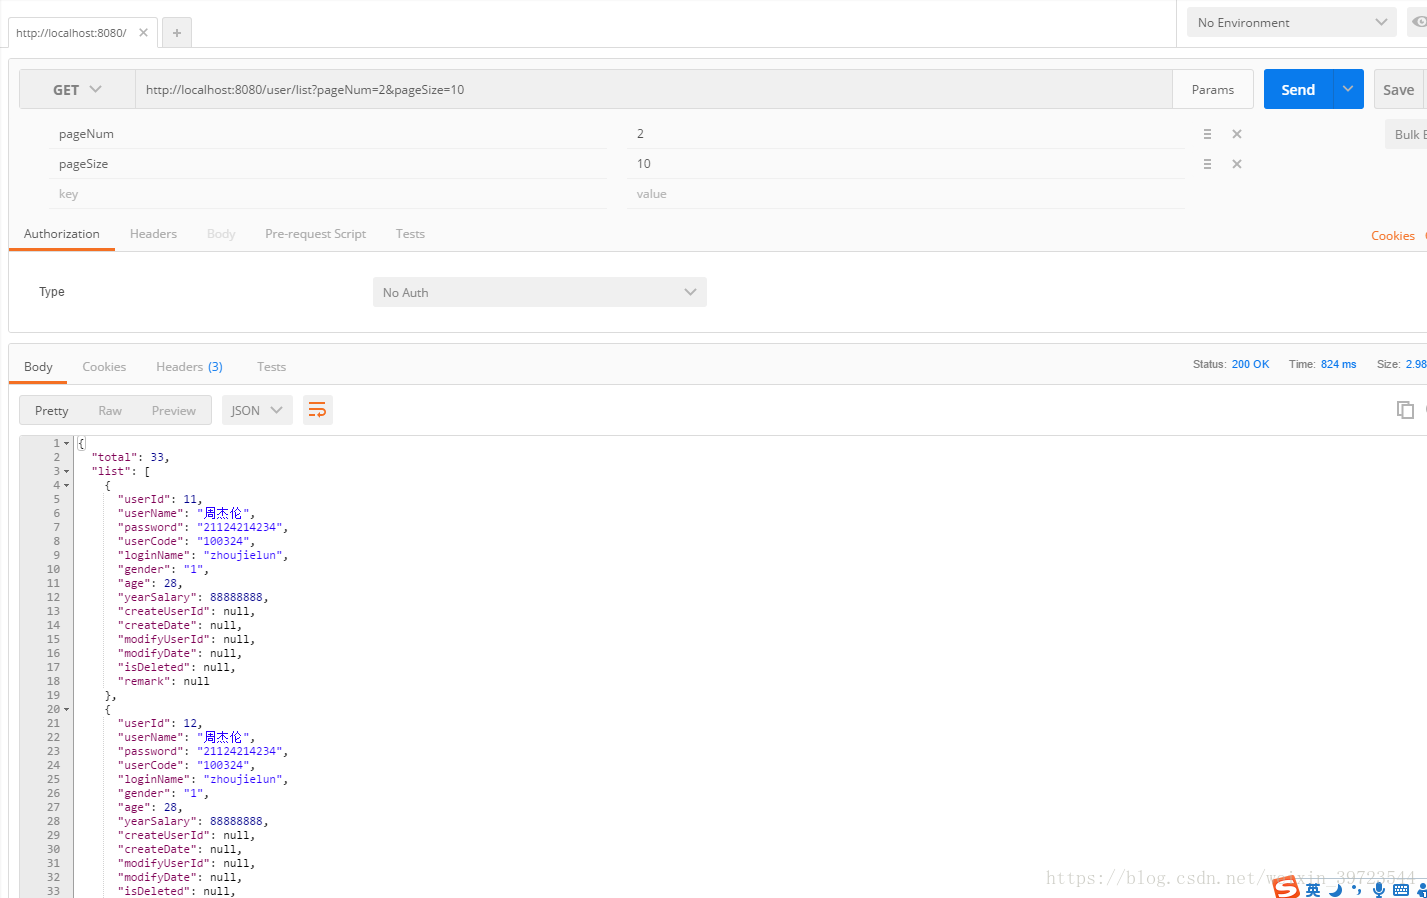 http://localhost:8080/
No Environment
GET http://localhost:8080/user/list?pageNum=2&pageSize=10 Params Send Save
pageNum 2
Bulk E
pageSize 10
key value
Authorization Headers Body Pre-request Script Tests
Cookies
Type No Auth
Body Cookies Headers (3) Tests Status: 200 OK Time: 824 ms Size: 2.98
Pretty Raw Preview JSON
1 {
2 "total": 33,
3 "list": [
4 {
5 "userId": 11,
6 "userName": "周杰伦",
7 "password": "21124214234",
8 "userCode": "100324",
9 "loginName": "zhoujielun",
10 "gender": "1",
11 "age": 28,
12 "yearSalary": 88888888,
13 "createUserId": null,
14 "createDate": null,
15 "modifyUserId": null,
16 "modifyDate": null,
17 "isDeleted": null,
18 "remark": null
19 },
20 {
21 "userId": 12,
22 "userName": "周杰伦",
23 "password": "21124214234",
24 "userCode": "100324",
25 "loginName": "zhoujielun",
26 "gender": "1",
27 "age": 28,
28 "yearSalary": 88888888,
29 "createUserId": null,
30 "createDate": null,
31 "modifyUserId": null,
32 "modifyDate": null,
33 "isDeleted": null,
https://blog.csdn.net/weixin_39723544
英